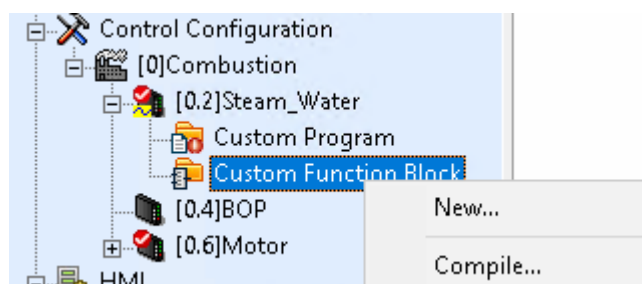 Control Configuration
[0]Combustion
[0.2]Steam_Water
Custom Program
Custom Function Block
New...
[0.4]BOP
[0.6]Motor
Compile...
HMI